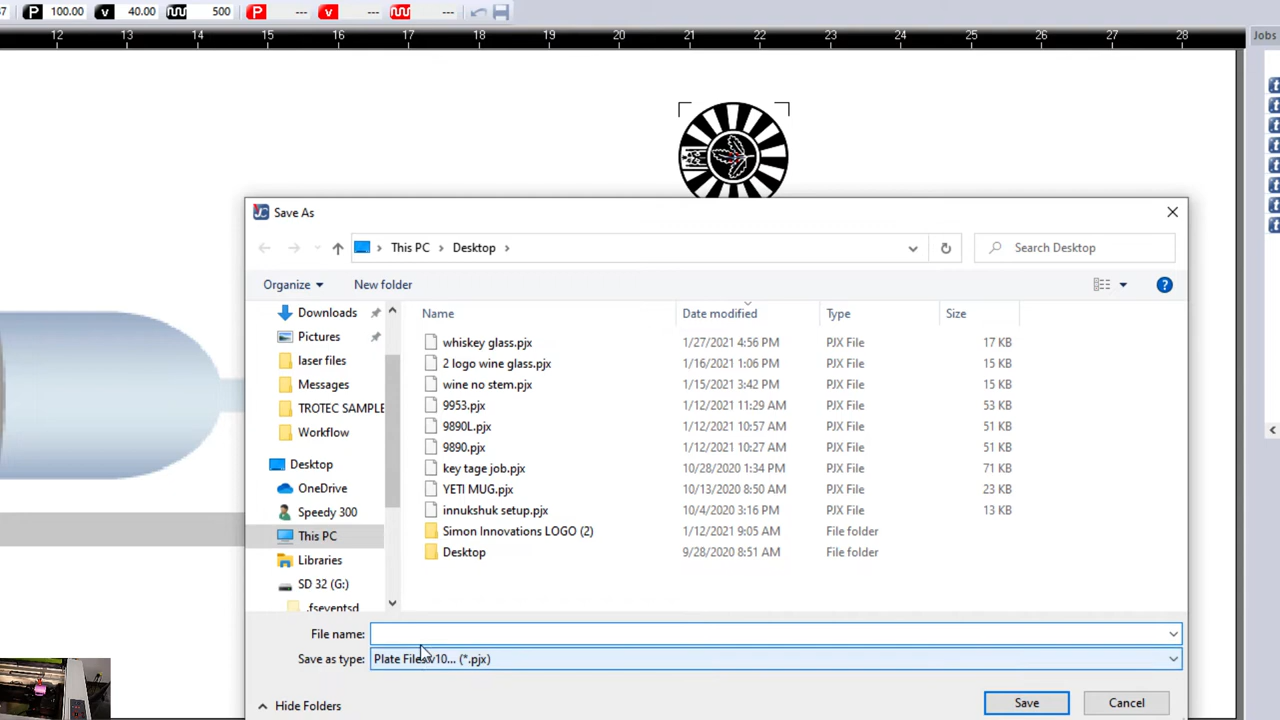 67 P 100.00 v 40.00 500 P --- v --- ---
12 13 14 15 16 17 18 19 20 21 22 23 24 25 26 27 28
Jobs
JC Save As
This PC > Desktop >
Search Desktop
Organize New folder
Name Date modified Type Size
Downloads
Pictures
laser files
Messages
TROTEC SAMPLE
Workflow
Desktop
OneDrive
Speedy 300
This PC
Libraries
SD 32 (G:)
.fseventsd
whiskey glass.pjx 1/27/2021 4:56 PM PJX File 17 KB
2 logo wine glass.pjx 1/16/2021 1:06 PM PJX File 15 KB
wine no stem.pjx 1/15/2021 3:42 PM PJX File 15 KB
9953.pjx 1/12/2021 11:29 AM PJX File 53 KB
9890L.pjx 1/12/2021 10:57 AM PJX File 51 KB
9890.pjx 1/12/2021 10:27 AM PJX File 51 KB
key tage job.pjx 10/28/2020 1:34 PM PJX File 71 KB
YETI MUG.pjx 10/13/2020 8:50 AM PJX File 23 KB
innukshuk setup.pjx 10/4/2020 3:16 PM PJX File 13 KB
Simon Innovations LOGO (2) 1/12/2021 9:05 AM File folder
Desktop 9/28/2020 8:51 AM File folder
File name:
Save as type: Plate Files v10... (*.pjx)
Hide Folders
Save Cancel